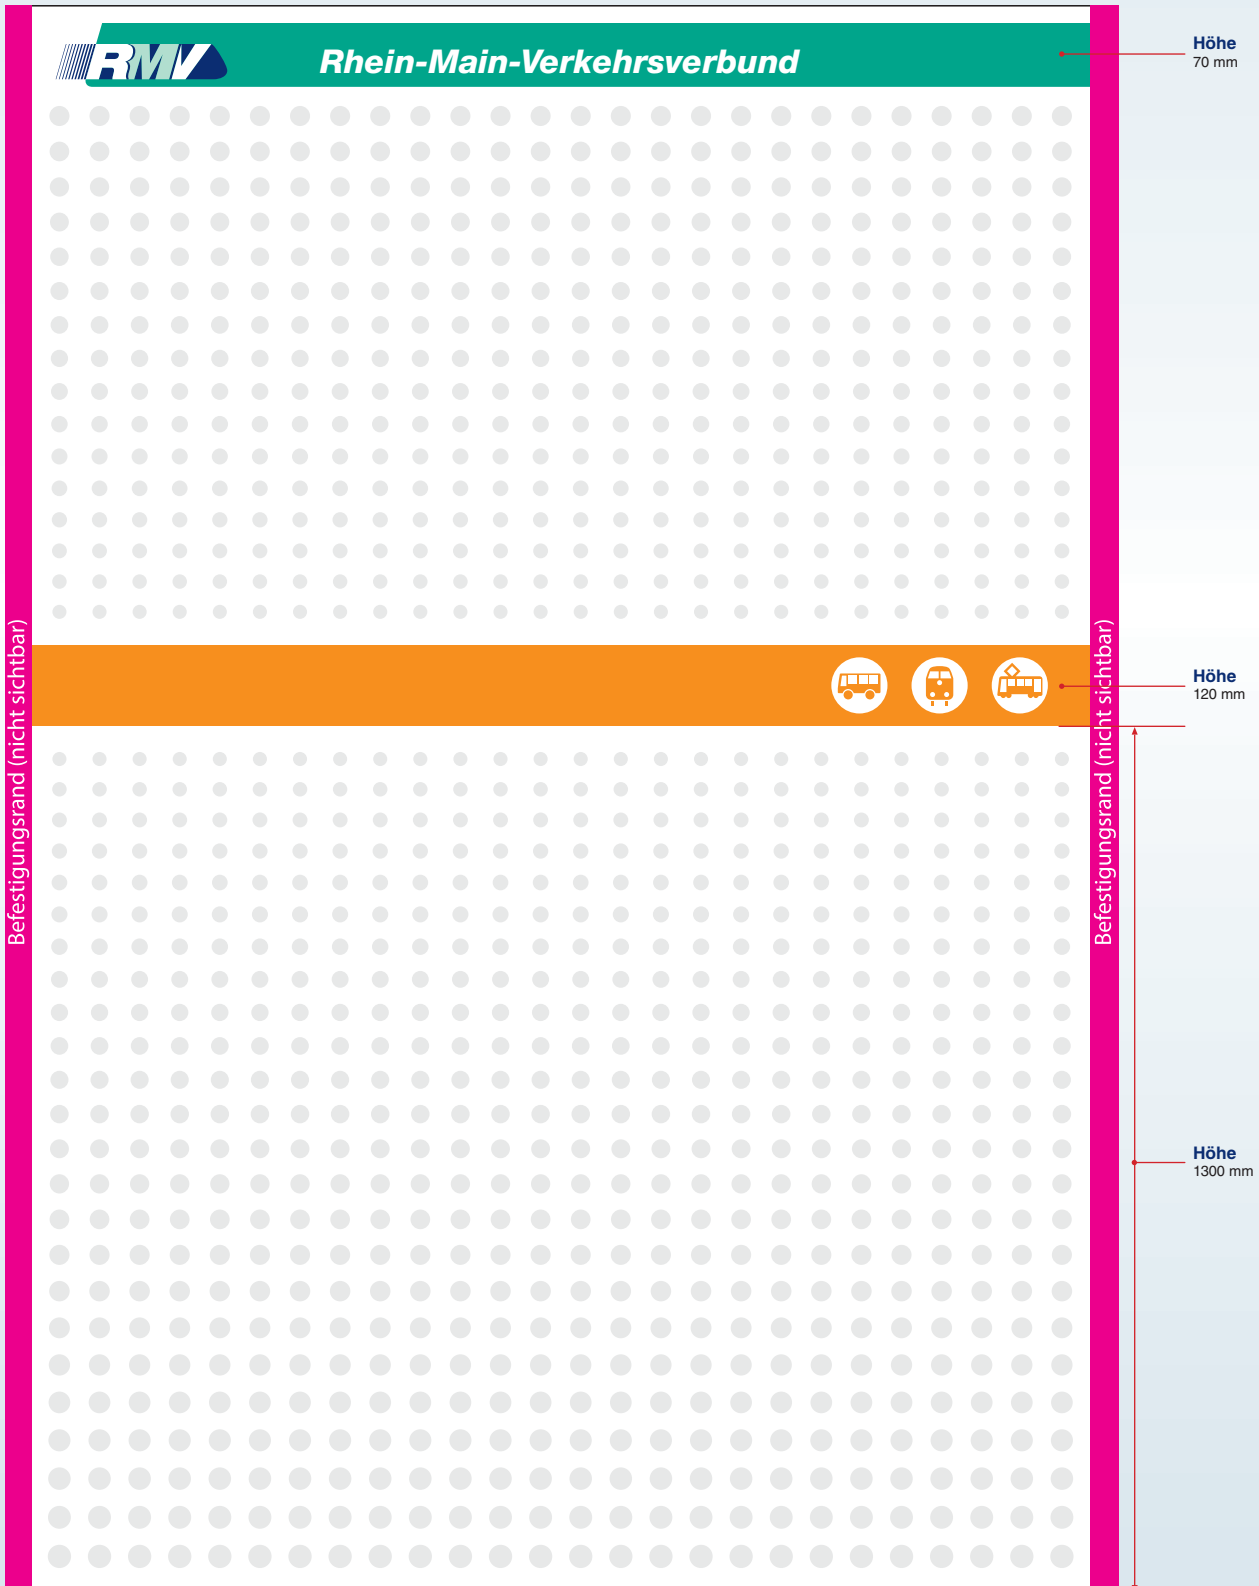 RMV
Rhein-Main-Verkehrsverbund
Höhe
70 mm
Befestigungsrand (nicht sichtbar)
Befestigungsrand (nicht sichtbar)
Höhe
120 mm
Höhe
1300 mm